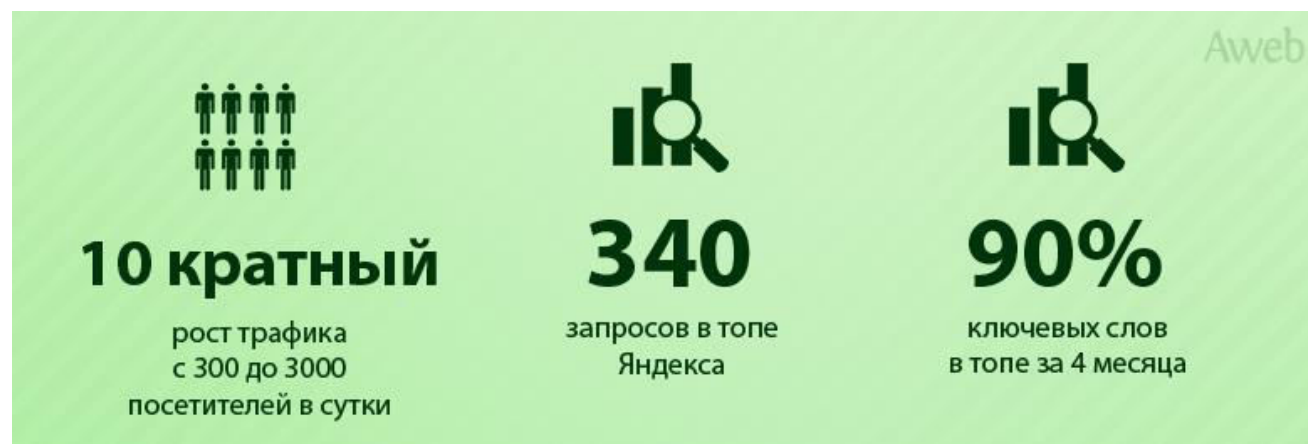 Aweb
10 кратный
рост трафика
с 300 до 3000
посетителей в сутки
340
запросов в топе
Яндекса
90%
ключевых слов
в топе за 4 месяца